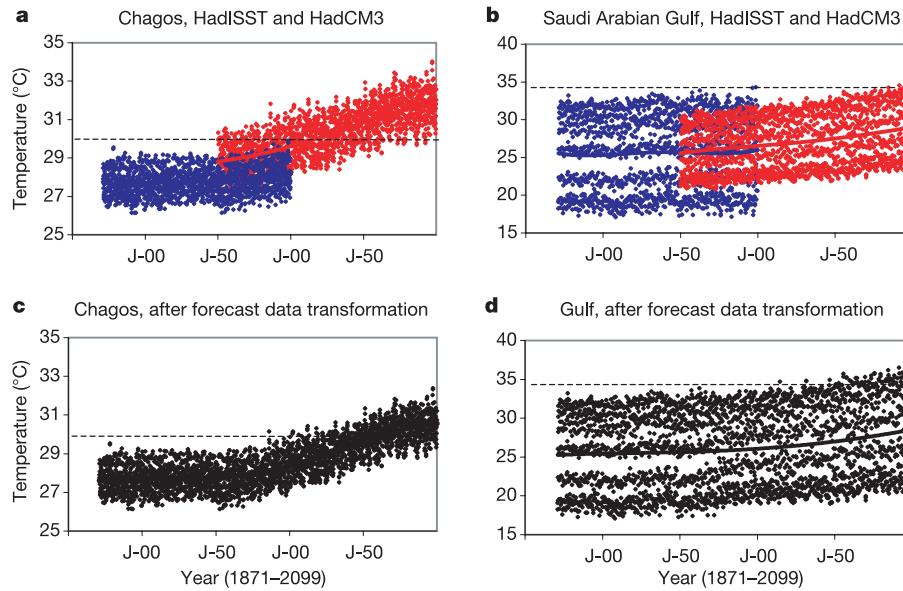 a Chagos, HadISST and HadCM3
35
33
31
29
27
25
Temperature (°C)
J-00 J-50 J-00 J-50
b Saudi Arabian Gulf, HadISST and HadCM3
40
35
30
25
20
15
J-00 J-50 J-00 J-50
c Chagos, after forecast data transformation
35
33
31
29
27
25
Temperature (°C)
J-00 J-50 J-00 J-50
Year (1871–2099)
d Gulf, after forecast data transformation
40
35
30
25
20
15
J-00 J-50 J-00 J-50
Year (1871–2099)